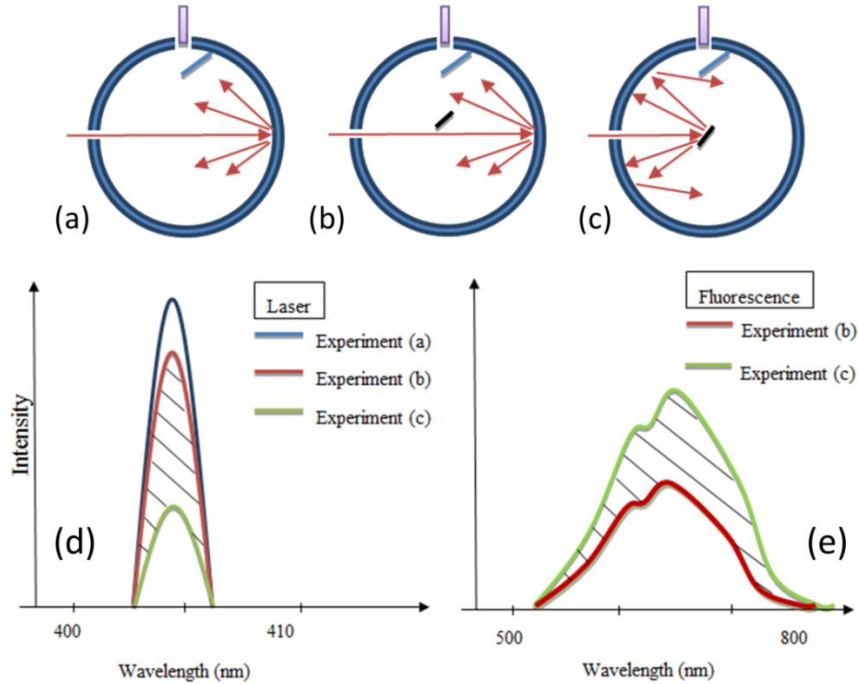 (a)
(b)
(c)
Laser
Experiment (a)
Experiment (b)
Experiment (c)
Intensity
(d)
400
410
Wavelength (nm)
Fluorescence
Experiment (b)
Experiment (c)
(e)
500
800
Wavelength (nm)